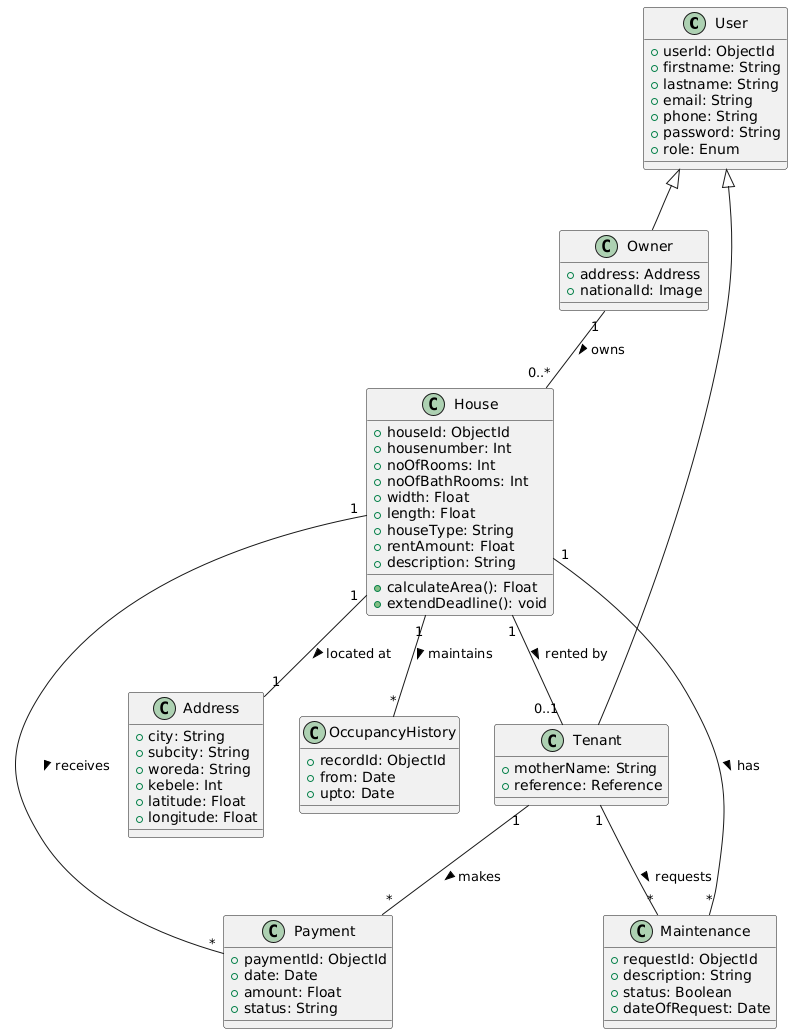 C User
userId: ObjectId
firstname: String
lastname: String
email: String
phone: String
password: String
role: Enum
C Owner
address: Address
nationalId: Image
1
owns
0..*
C House
houseId: ObjectId
housenumber: Int
noOfRooms: Int
noOfBathRooms: Int
width: Float
length: Float
houseType: String
rentAmount: Float
description: String
calculateArea(): Float
extendDeadline(): void
1
1
1
1
1
located at
maintains
rented by
1
*
0..1
C Address
city: String
subcity: String
woreda: String
kebele: Int
latitude: Float
longitude: Float
C OccupancyHistory
recordId: ObjectId
from: Date
upto: Date
C Tenant
motherName: String
reference: Reference
receives
has
1
1
makes
requests
*
*
*
*
C Payment
paymentId: ObjectId
date: Date
amount: Float
status: String
C Maintenance
requestId: ObjectId
description: String
status: Boolean
dateOfRequest: Date